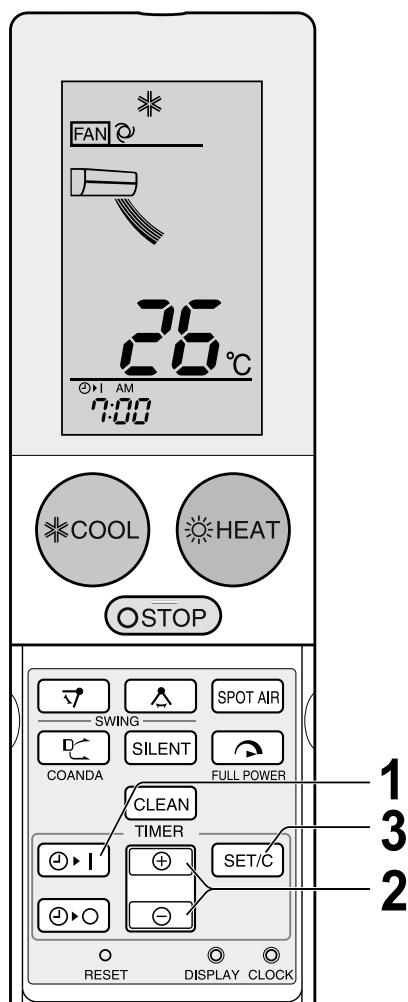 FAN
26 °C
AM
7:00
COOL
HEAT
STOP
SPOT AIR
SWING
SILENT
COANDA
FULL POWER
CLEAN
TIMER
1
3
2
SET/C
RESET
DISPLAY
CLOCK